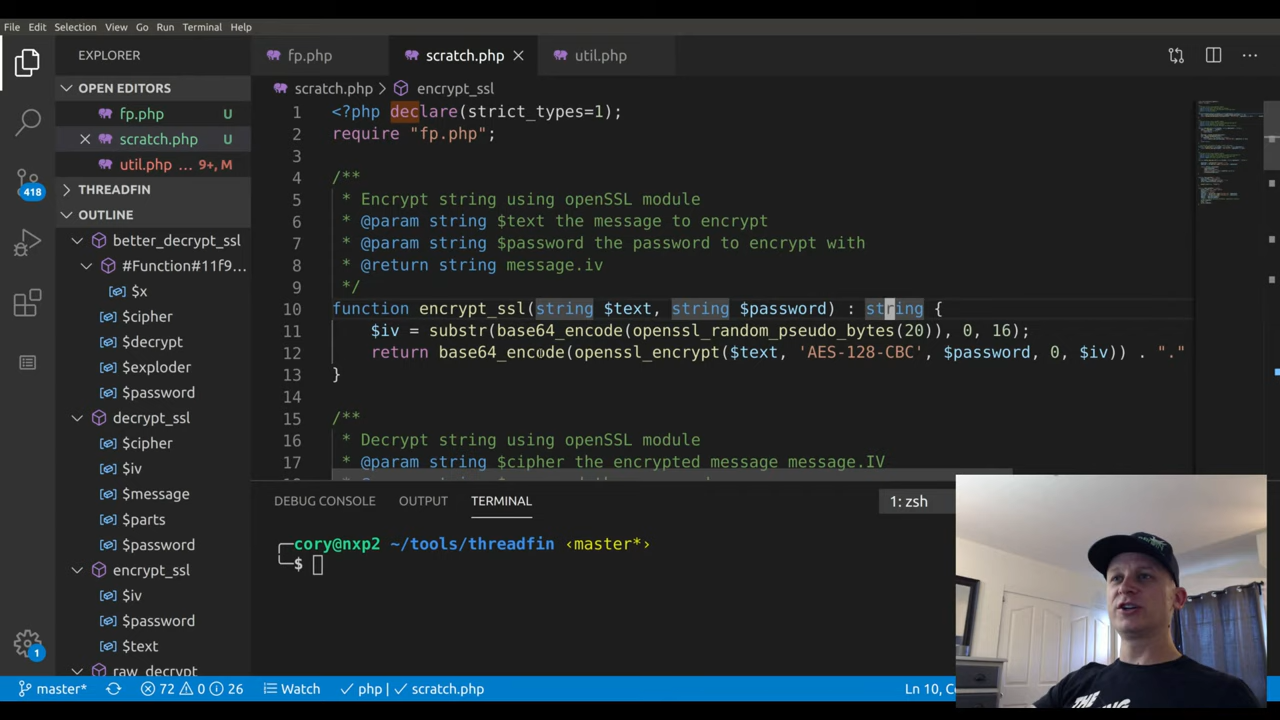 File Edit Selection View Go Run Terminal Help
EXPLORER
fp.php
scratch.php
util.php
OPEN EDITORS
fp.php U
scratch.php U
util.php ... 9+, M
THREADFIN
OUTLINE
better_decrypt_ssl
#Function#11f9...
$x
$cipher
$decrypt
$exploder
$password
decrypt_ssl
$cipher
$iv
$message
$parts
$password
encrypt_ssl
$iv
$password
$text
raw_decrypt
418
1
scratch.php > encrypt_ssl
1 <?php declare(strict_types=1);
2 require "fp.php";
3
4 /**
5 * Encrypt string using openSSL module
6 * @param string $text the message to encrypt
7 * @param string $password the password to encrypt with
8 * @return string message.iv
9 */
10 function encrypt_ssl(string $text, string $password) : string {
11 $iv = substr(base64_encode(openssl_random_pseudo_bytes(20)), 0, 16);
12 return base64_encode(openssl_encrypt($text, 'AES-128-CBC', $password, 0, $iv)) . "."
13 }
14
15 /**
16 * Decrypt string using openSSL module
17 * @param string $cipher the encrypted message message.IV
DEBUG CONSOLE OUTPUT TERMINAL
1: zsh
cory@nxp2 ~/tools/threadfin ‹master*›
$
master* 72 0 26 Watch php | scratch.php
Ln 10,